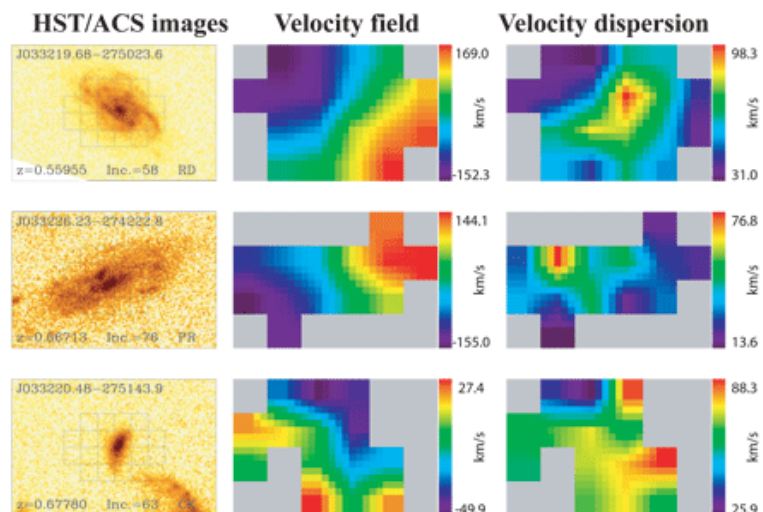 HST/ACS images Velocity field Velocity dispersion
J033219.68-275023.6
z=0.55955 Inc.=58 RD
169.0
km/s
-152.3
98.3
km/s
31.0
J033226.23-274222.8
z=0.66713 Inc.=76 PR
144.1
km/s
-155.0
76.8
km/s
13.6
J033220.48-275143.9
z=0.67780 Inc.=63 CK
27.4
km/s
-49.9
88.3
km/s
25.9